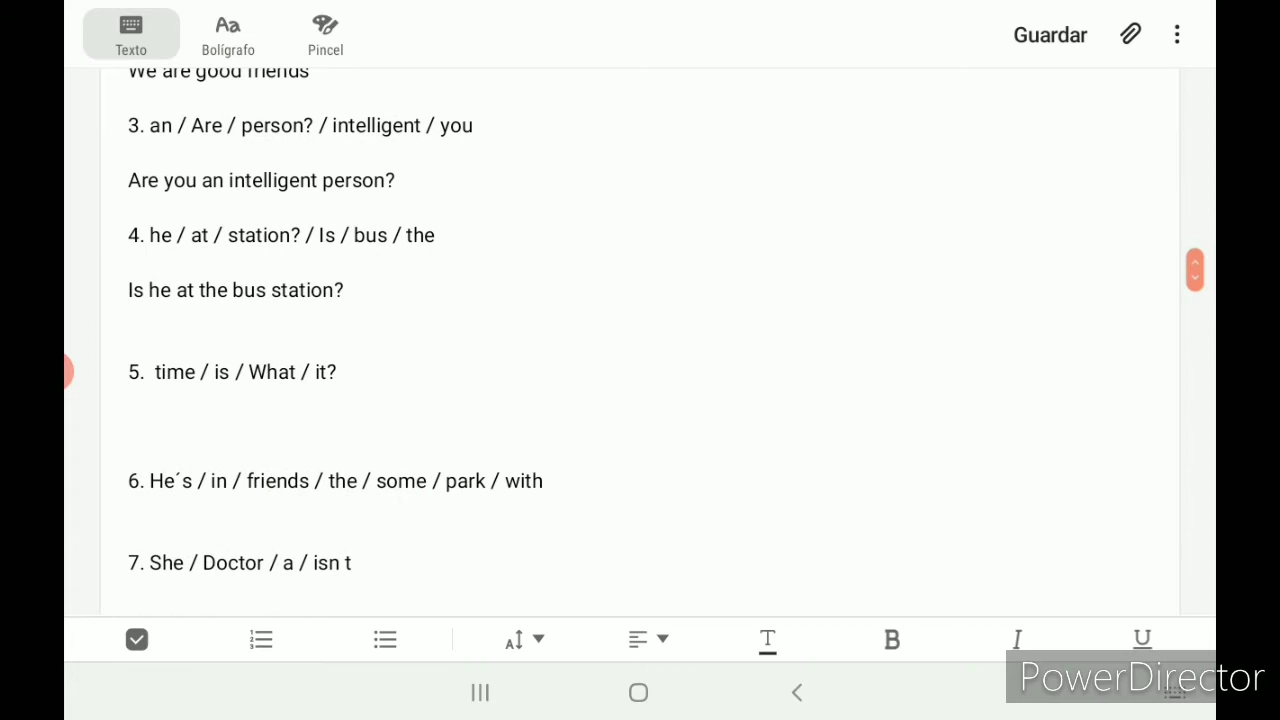 Texto
Aa
Bolígrafo
Pincel
Guardar
We are good friends
3. an / Are / person? / intelligent / you
Are you an intelligent person?
4. he / at / station? / Is / bus / the
Is he at the bus station?
5. time / is / What / it?
6. He´s / in / friends / the / some / park / with
7. She / Doctor / a / isn t
A
T
B
I
U
PowerDirector